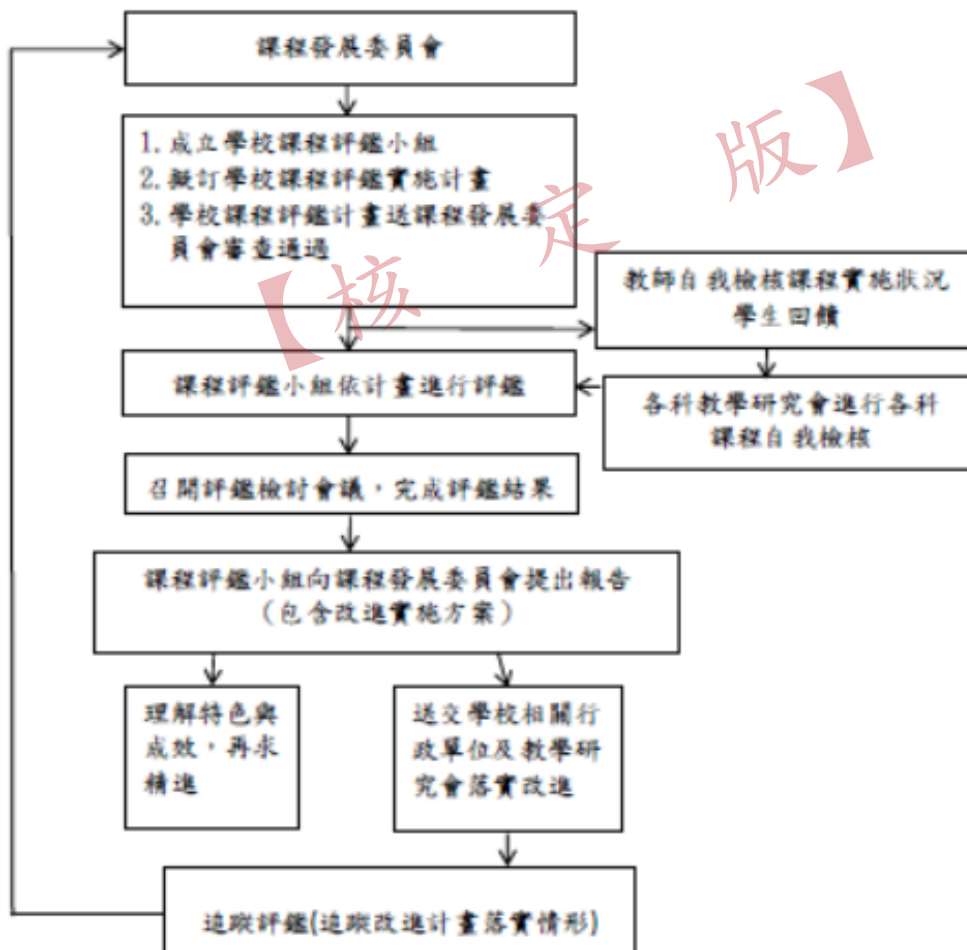 課程發展委員會
1. 成立學校課程評鑑小組
2. 擬訂學校課程評鑑實施計畫
3. 學校課程評鑑計畫送課程發展委
員會審查通過
【核定版】
教師自我檢核課程實施狀況
學生回饋
課程評鑑小組依計畫進行評鑑
各科教學研究會進行各科
課程自我檢核
召開評鑑檢討會議，完成評鑑結果
課程評鑑小組向課程發展委員會提出報告
（包含改進實施方案）
理解特色與
成效，再求
精進
送交學校相關行
政單位及教學研
究會落實改進
追蹤評鑑(追蹤改進計畫落實情形)